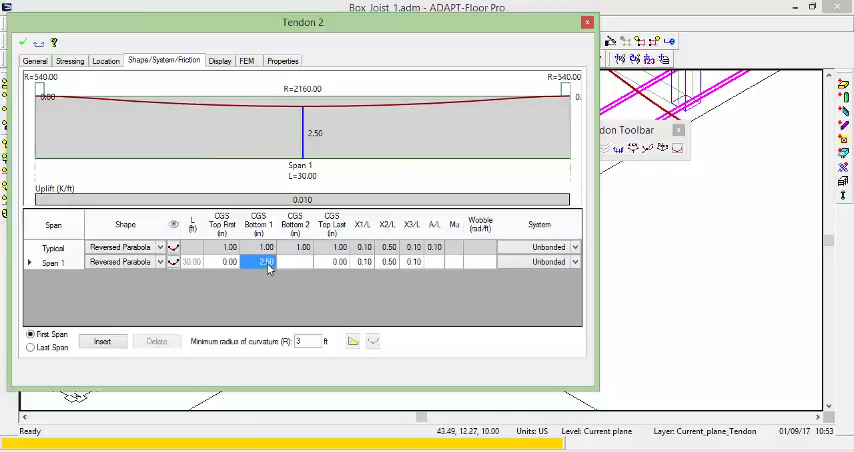 Box Joist 1.adm - ADAPT-Floor Pro
Tendon 2
General Stressing Location Shape/System/Friction Display FEM Properties
R=540.00 R=2160.00 R=540.00
0.00 0.
2.50
Span 1
L=30.00
Uplift (K/ft)
0.010
Span Shape L (ft) CGS Top First (in) CGS Bottom 1 (in) CGS Bottom 2 (in) CGS Top Last (in) X1/L X2/L X3/L A/L Mu Wobble (rad/ft) System
Typical Reversed Parabola 1.00 1.00 1.00 1.00 0.10 0.50 0.10 0.10 Unbonded
Span 1 Reversed Parabola 30.00 0.00 2.50 0.00 0.10 0.50 0.10 Unbonded
First Span
Last Span
Insert Delete Minimum radius of curvature (R): 3 ft
don Toolbar
Ready 43.49, 12.27, 10.00 Units: US Level: Current plane Layer: Current_plane_Tendon 01/09/17 10:53